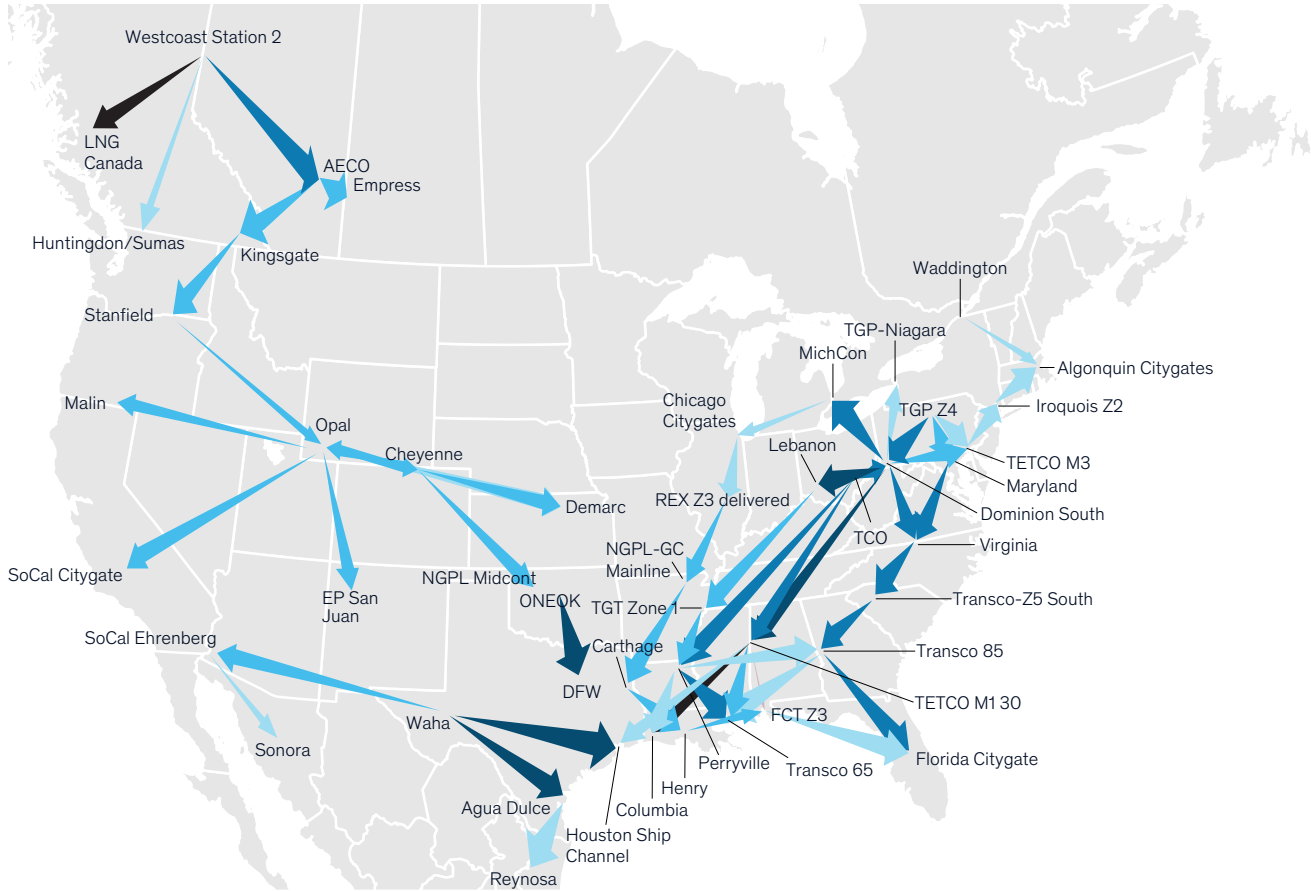 Westcoast Station 2
LNG
Canada
AECO
Empress
Huntingdon/Sumas
Kingsgate
Waddington
Stanfield
TGP-Niagara
MichCon
Algonquin Citygates
Malin
Chicago
Citygates
TGP Z4
Iroquois Z2
Opal
Lebanon
Cheyenne
TETCO M3
Maryland
REX Z3 delivered
Demarc
Dominion South
TCO
Virginia
NGPL-GC
Mainline
SoCal Citygate
NGPL Midcont
EP San
Juan
ONEOK
TGT Zone 1
Transco-Z5 South
SoCal Ehrenberg
Carthage
Transco 85
DFW
TETCO M1 30
Waha
FCT Z3
Sonora
Perryville
Transco 65
Florida Citygate
Henry
Agua Dulce
Columbia
Houston Ship
Channel
Reynosa